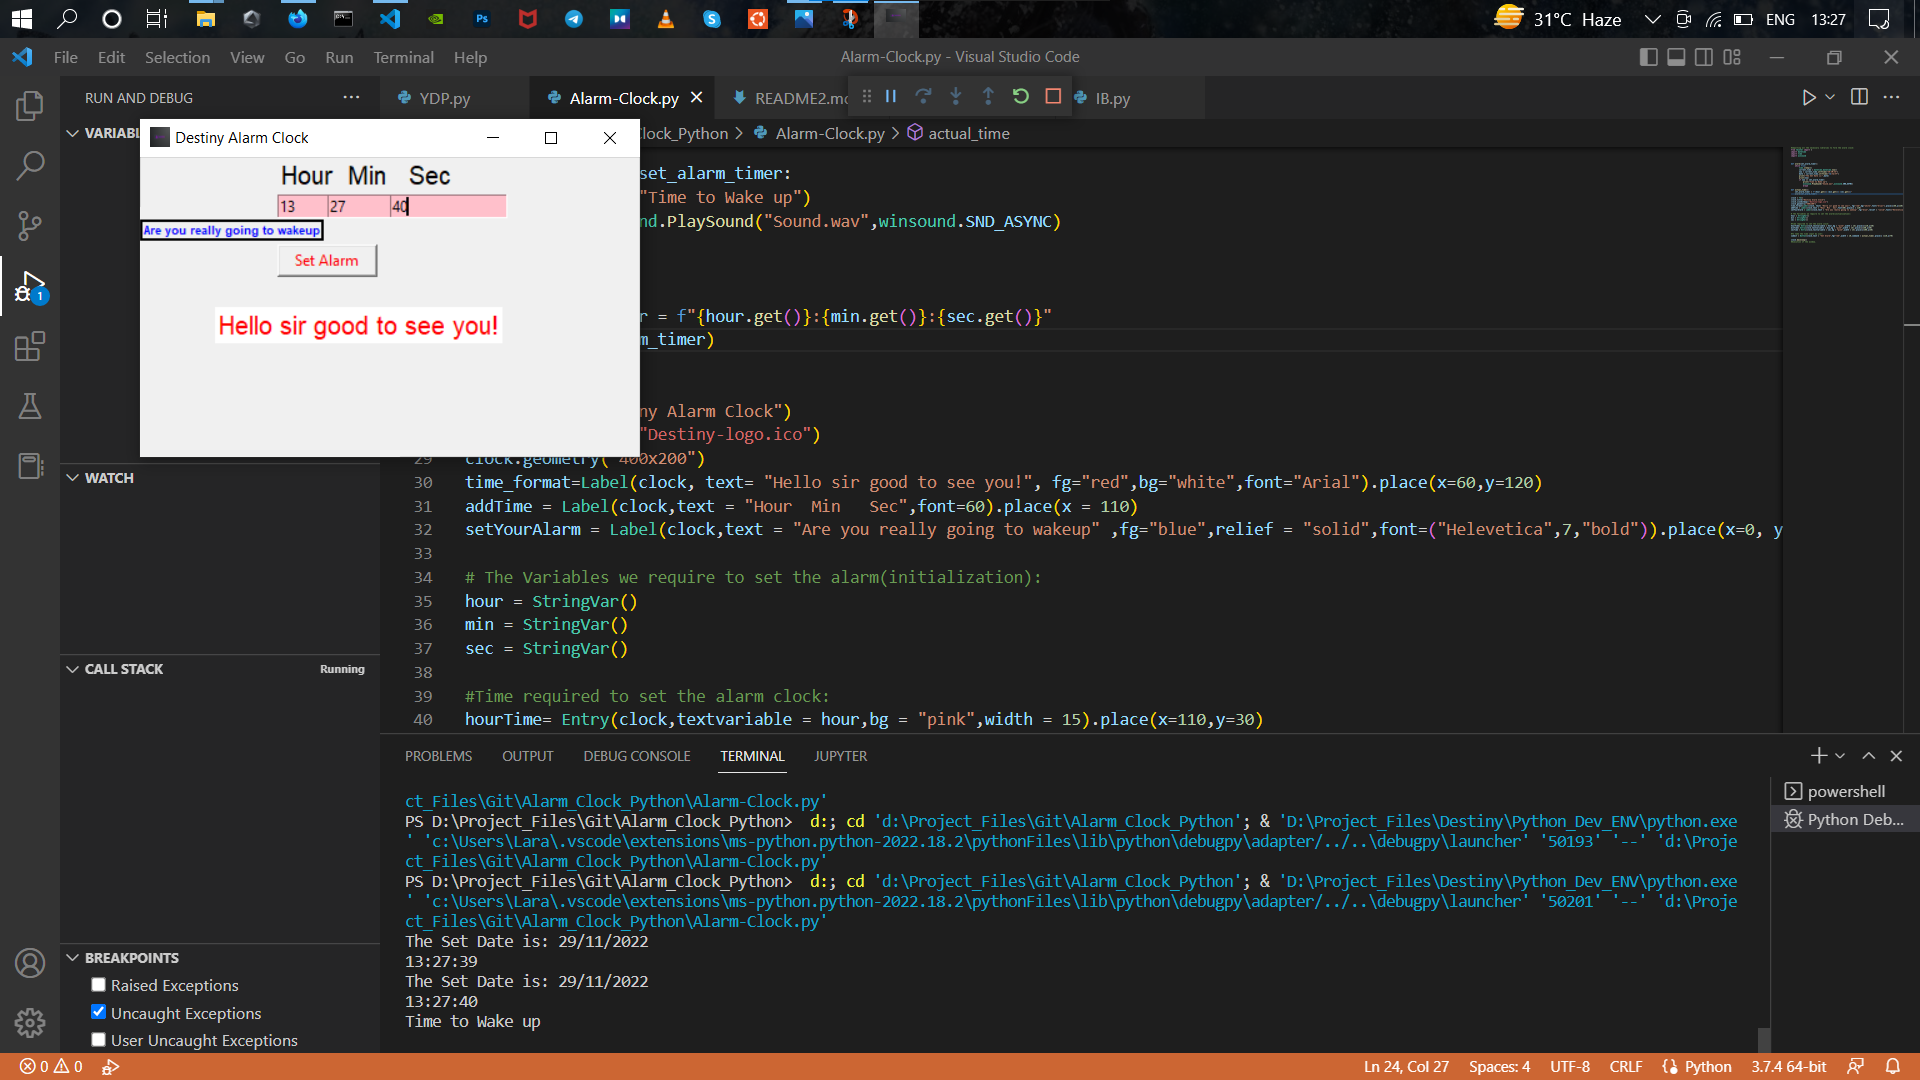 31°C Haze ENG 13:27
File Edit Selection View Go Run Terminal Help
Alarm-Clock.py - Visual Studio Code
RUN AND DEBUG
YDP.py
Alarm-Clock.py
README2.md
IB.py
VARIABL
Clock_Python > Alarm-Clock.py > actual_time
Destiny Alarm Clock
Hour Min Sec
13 27 40
Are you really going to wakeup
Set Alarm
Hello sir good to see you!
set_alarm_timer:
"Time to Wake up")
nd.PlaySound("Sound.wav",winsound.SND_ASYNC)
r = f"{hour.get()}:{min.get()}:{sec.get()}"
m_timer)
ny Alarm Clock")
"Destiny-logo.ico")
29 clock.geometry("400x200")
30 time_format=Label(clock, text= "Hello sir good to see you!", fg="red",bg="white",font="Arial").place(x=60,y=120)
31 addTime = Label(clock,text = "Hour  Min   Sec",font=60).place(x = 110)
32 setYourAlarm = Label(clock,text = "Are you really going to wakeup" ,fg="blue",relief = "solid",font=("Helevetica",7,"bold")).place(x=0, y
33
34 # The Variables we require to set the alarm(initialization):
35 hour = StringVar()
36 min = StringVar()
37 sec = StringVar()
38
39 #Time required to set the alarm clock:
40 hourTime= Entry(clock,textvariable = hour,bg = "pink",width = 15).place(x=110,y=30)
WATCH
CALL STACK Running
BREAKPOINTS
Raised Exceptions
Uncaught Exceptions
User Uncaught Exceptions
PROBLEMS OUTPUT DEBUG CONSOLE TERMINAL JUPYTER
powershell
Python Deb...
ct_Files\Git\Alarm_Clock_Python\Alarm-Clock.py'
PS D:\Project_Files\Git\Alarm_Clock_Python>  d:; cd 'd:\Project_Files\Git\Alarm_Clock_Python'; & 'D:\Project_Files\Destiny\Python_Dev_ENV\python.exe
' 'c:\Users\Lara\.vscode\extensions\ms-python.python-2022.18.2\pythonFiles\lib\python\debugpy\adapter/../..\debugpy\launcher' '50193' '--' 'd:\Proje
ct_Files\Git\Alarm_Clock_Python\Alarm-Clock.py'
PS D:\Project_Files\Git\Alarm_Clock_Python>  d:; cd 'd:\Project_Files\Git\Alarm_Clock_Python'; & 'D:\Project_Files\Destiny\Python_Dev_ENV\python.exe
' 'c:\Users\Lara\.vscode\extensions\ms-python.python-2022.18.2\pythonFiles\lib\python\debugpy\adapter/../..\debugpy\launcher' '50201' '--' 'd:\Proje
ct_Files\Git\Alarm_Clock_Python\Alarm-Clock.py'
The Set Date is: 29/11/2022
13:27:39
The Set Date is: 29/11/2022
13:27:40
Time to Wake up
0 0
Ln 24, Col 27 Spaces: 4 UTF-8 CRLF Python 3.7.4 64-bit